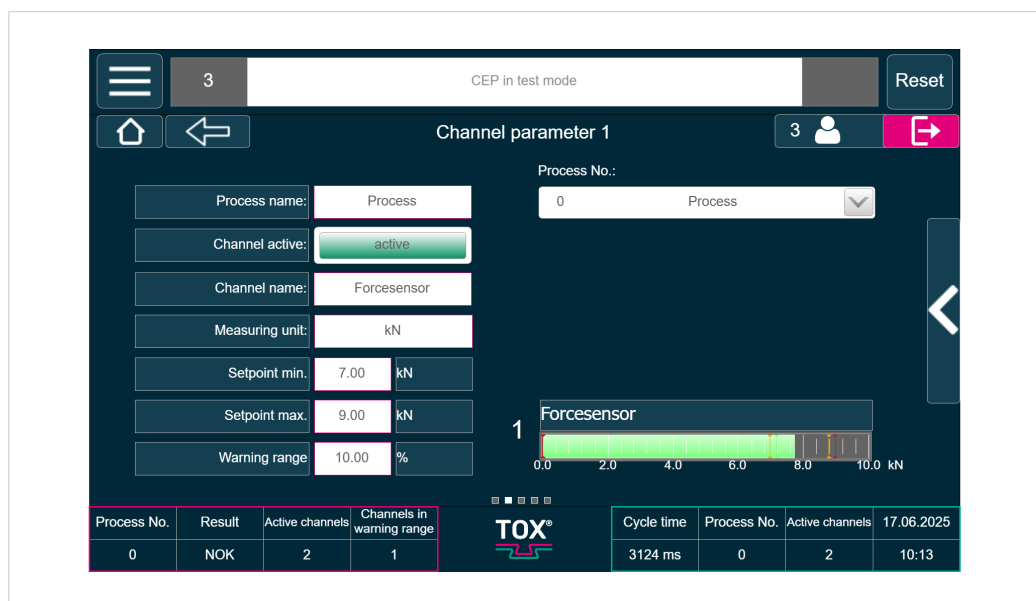 3 CEP in test mode Reset
Channel parameter 1 3
Process No.:
Process name: Process 0 Process
Channel active: active
Channel name: Forcesensor
Measuring unit: kN
Setpoint min. 7.00 kN
Setpoint max. 9.00 kN
1 Forcesensor
Warning range 10.00 %
0.0 2.0 4.0 6.0 8.0 10.0 kN
Process No. Result Active channels Channels in warning range TOX® Cycle time Process No. Active channels 17.06.2025
0 NOK 2 1 3124 ms 0 2 10:13